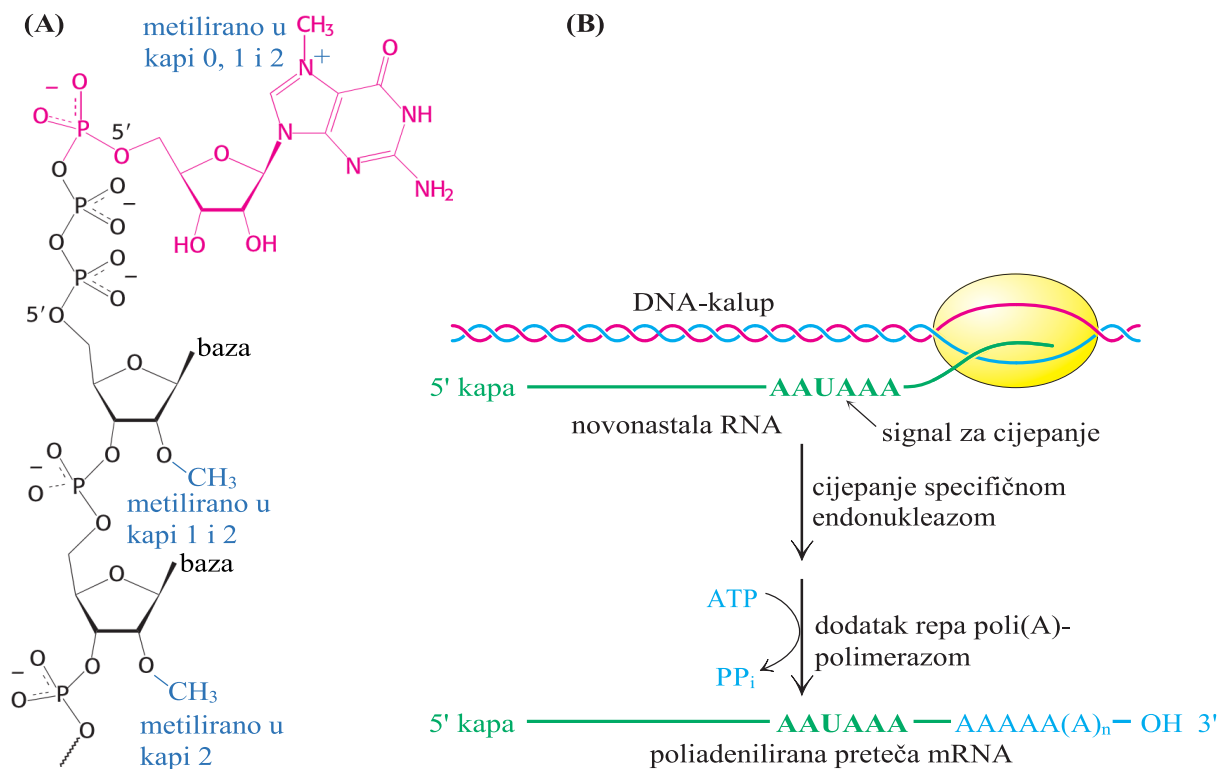 (A)
metilirano u
kapi 0, 1 i 2
CH3
N
+
O
NH
N
N
NH2
O
−
O
P
5'
O
O
HO
OH
O
P
O
−
O
O
P
O
−
O
5'O
baza
O
O
O
−
O
P
O
CH3
metilirano u
kapi 1 i 2
O
baza
O
O
O
−
O
P
O
CH3
metilirano u
kapi 2
(B)
DNA-kalup
5' kapa
AAUAAA
novonastala RNA
signal za cijepanje
cijepanje specifičnom
endonukleazom
ATP
dodatak repa poli(A)-
polimerazom
PPi
5' kapa
AAUAAA
AAAAA(A)n
OH 3'
poliadenilirana preteča mRNA